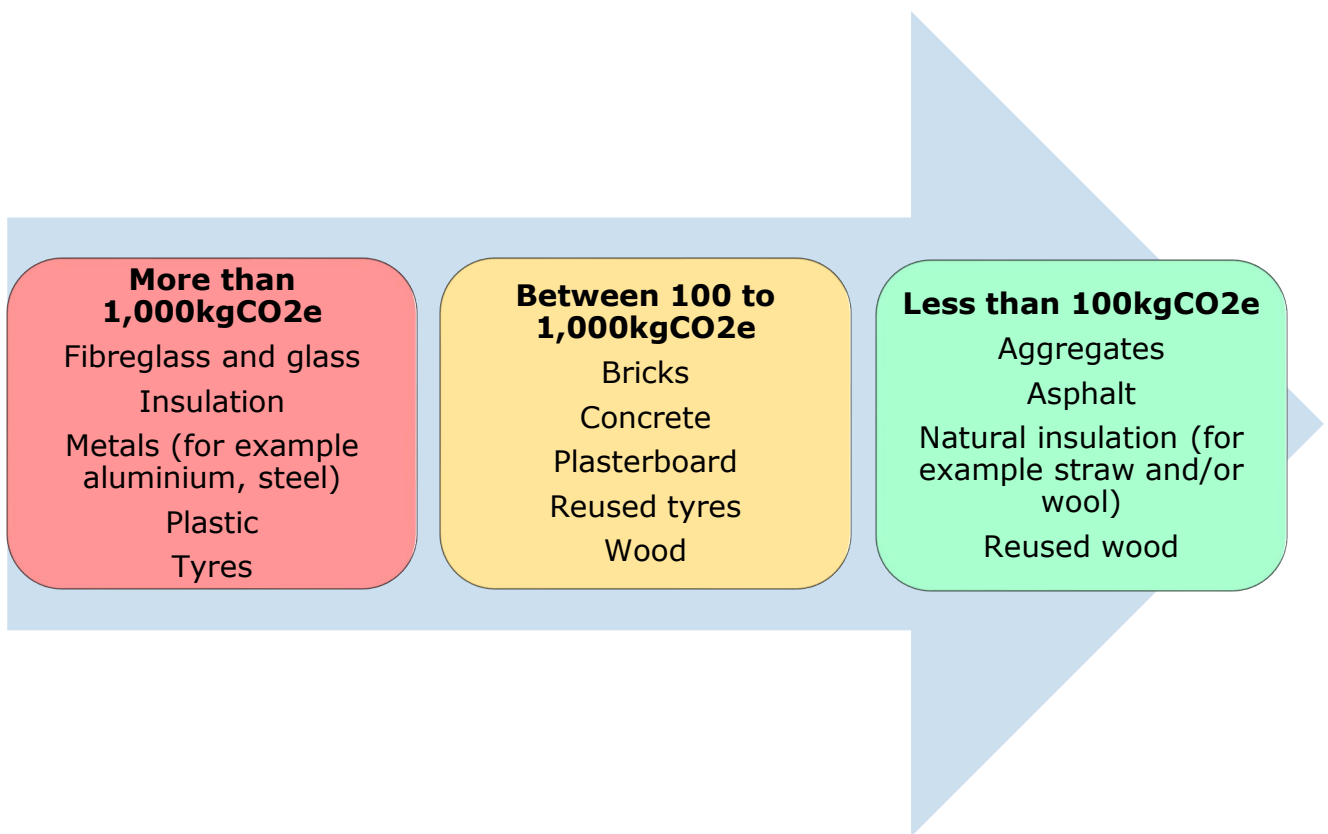 More than
1,000kgCO2e
Fibreglass and glass
Insulation
Metals (for example
aluminium, steel)
Plastic
Tyres
Between 100 to
1,000kgCO2e
Bricks
Concrete
Plasterboard
Reused tyres
Wood
Less than 100kgCO2e
Aggregates
Asphalt
Natural insulation (for
example straw and/or
wool)
Reused wood